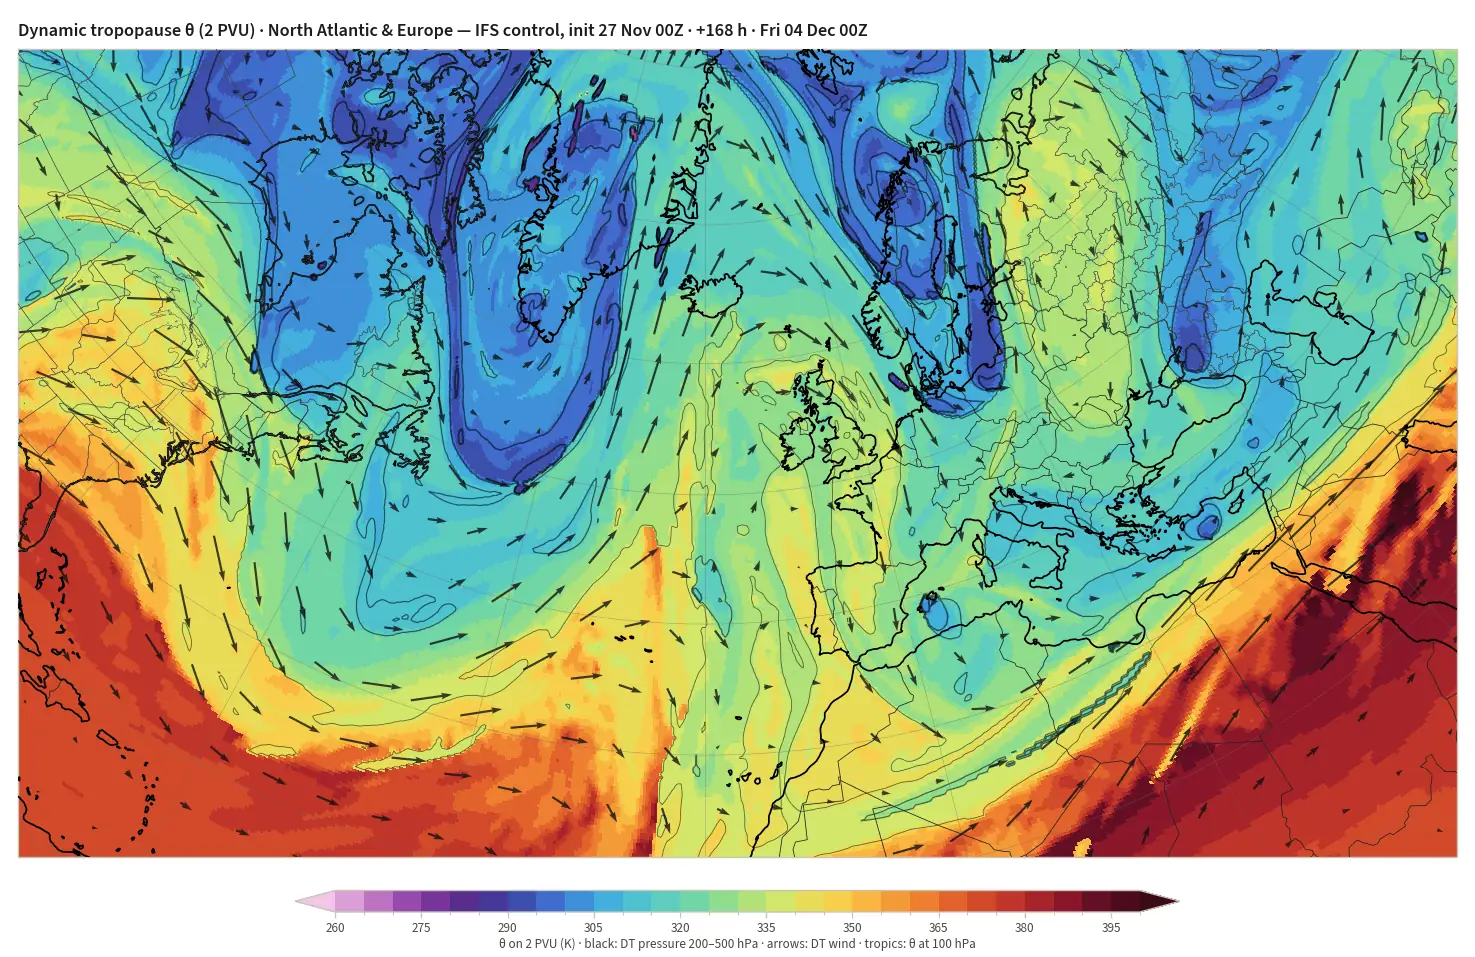 Dynamic tropopause θ (2 PVU) · North Atlantic & Europe — IFS control, init 27 Nov 00Z · +168 h · Fri 04 Dec 00Z
260 275 290 305 320 335 350 365 380 395
θ on 2 PVU (K) · black: DT pressure 200–500 hPa · arrows: DT wind · tropics: θ at 100 hPa